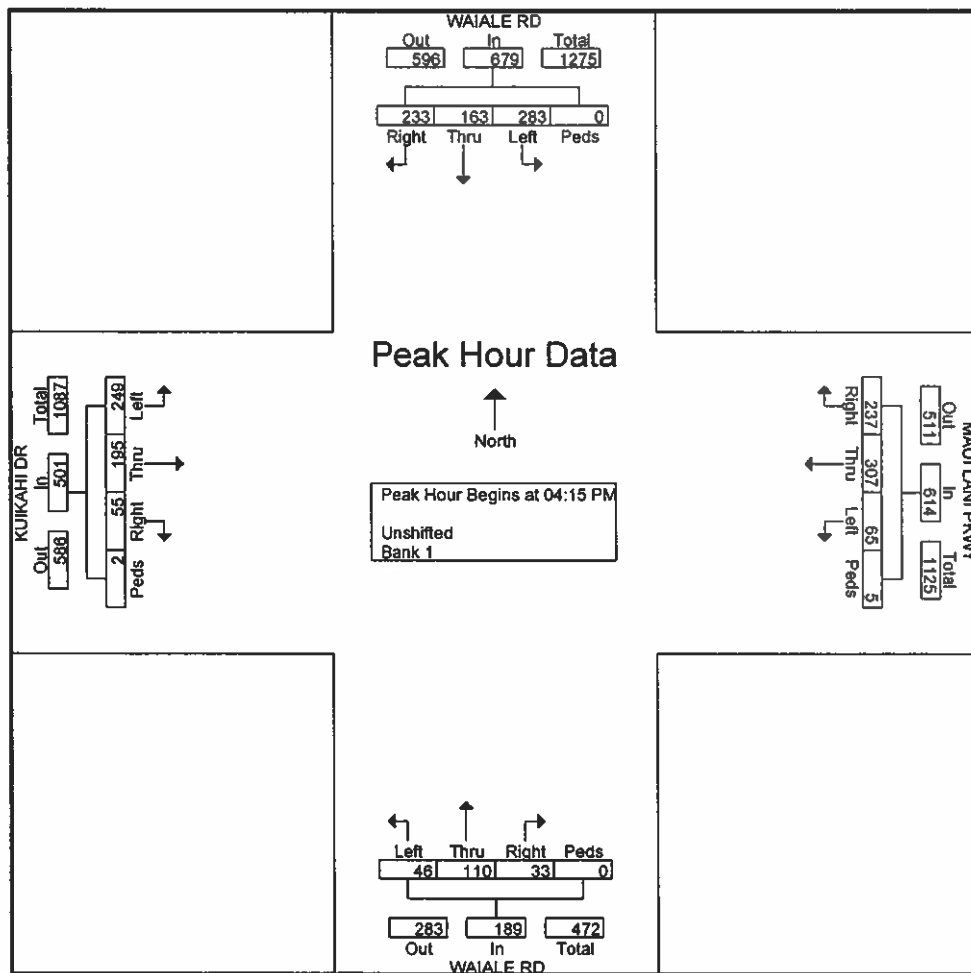 WAIALE RD
Out In Total
596 679 1275
233 163 283 0
Right Thru Left Peds
Peak Hour Data
North
Peak Hour Begins at 04:15 PM
Unshifted
Bank 1
KUIKAHI DR
Total In Out
1087 501 586
249 195 55 2
Left Thru Right Peds
Right Thru Left Peds
237 307 65 5
Out In Total
511 614 1125
Left Thru Right Peds
46 110 33 0
283 189 472
Out In Total
WAIALE RD